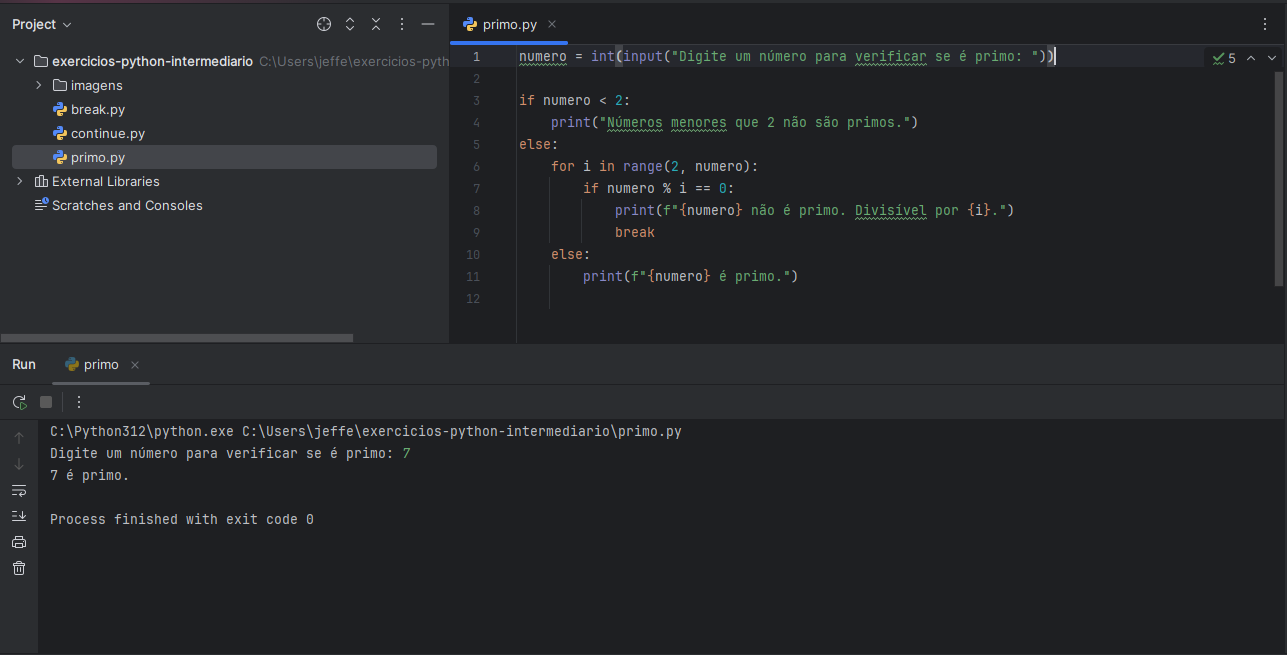 Project
exercicios-python-intermediario C:\Users\jeffe\exercicios-pyth
imagens
break.py
continue.py
primo.py
External Libraries
Scratches and Consoles
primo.py
5
1 numero = int(input("Digite um número para verificar se é primo: "))
2
3 if numero < 2:
4     print("Números menores que 2 não são primos.")
5 else:
6     for i in range(2, numero):
7         if numero % i == 0:
8             print(f"{numero} não é primo. Divisível por {i}.")
9             break
10     else:
11         print(f"{numero} é primo.")
12
Run primo
C:\Python312\python.exe C:\Users\jeffe\exercicios-python-intermediario\primo.py
Digite um número para verificar se é primo: 7
7 é primo.
Process finished with exit code 0